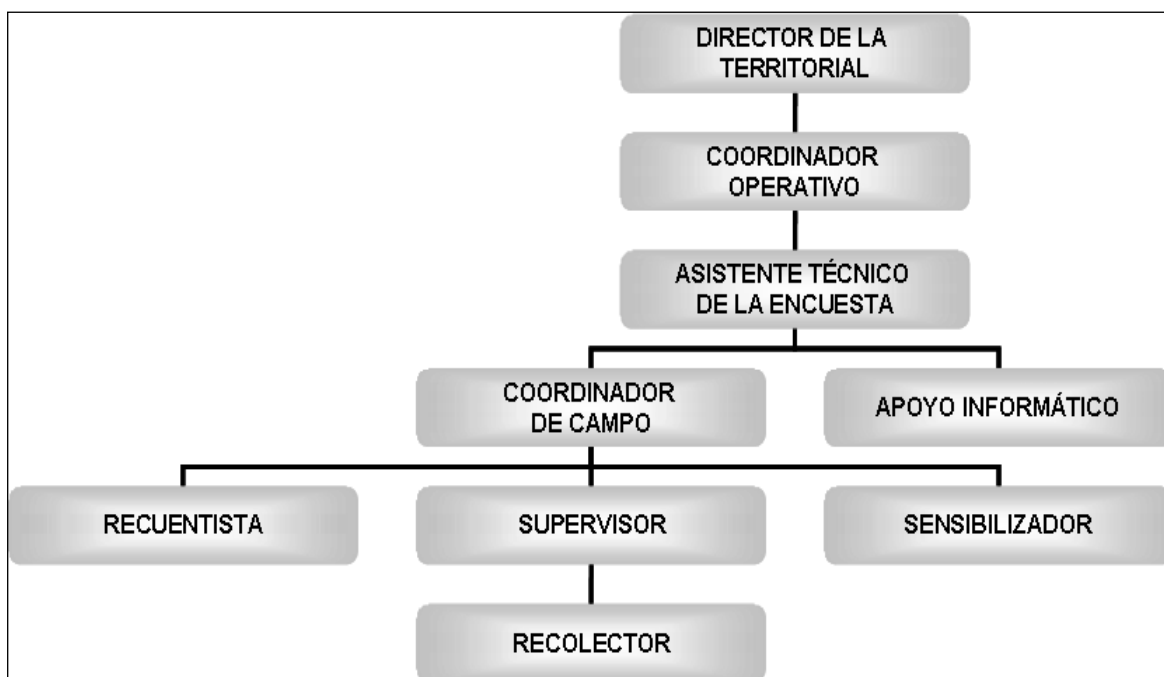 DIRECTOR DE LA
TERRITORIAL
COORDINADOR
OPERATIVO
ASISTENTE TÉCNICO
DE LA ENCUESTA
COORDINADOR
DE CAMPO
APOYO INFORMÁTICO
RECUENTISTA
SUPERVISOR
SENSIBILIZADOR
RECOLECTOR